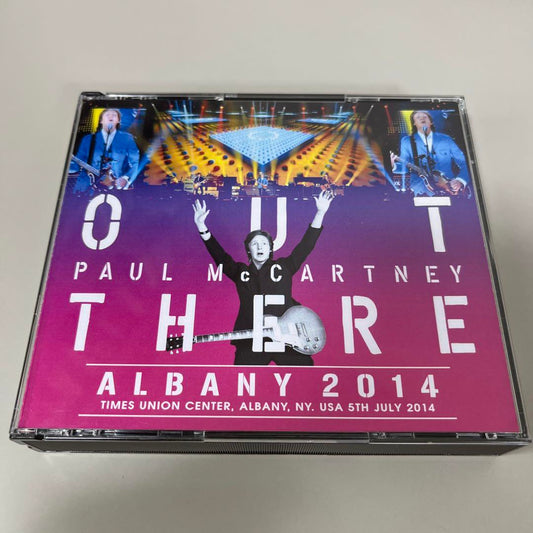 OUT
PAUL McCARTNEY
THERE
ALBANY 2014
TIMES UNION CENTER, ALBANY, NY. USA 5TH JULY 2014